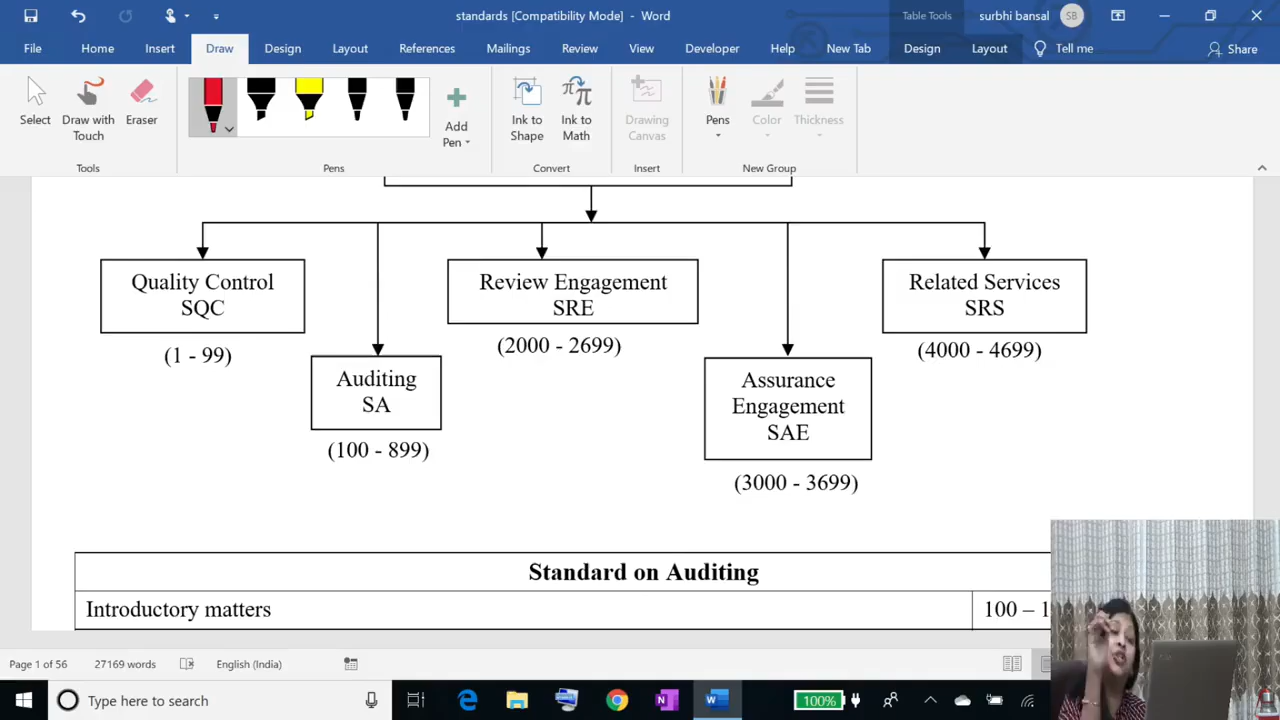 standards [Compatibility Mode] - Word
Table Tools
surbhi bansal
SB
File
Home
Insert
Draw
Design
Layout
References
Mailings
Review
View
Developer
Help
New Tab
Design
Layout
Tell me
Share
Select
Draw with
Touch
Eraser
Tools
Pens
Add
Pen
Ink to
Shape
Ink to
Math
Convert
Drawing
Canvas
Insert
Pens
Color
Thickness
New Group
Quality Control
SQC
(1 - 99)
Auditing
SA
(100 - 899)
Review Engagement
SRE
(2000 - 2699)
Assurance
Engagement
SAE
(3000 - 3699)
Related Services
SRS
(4000 - 4699)
Standard on Auditing
Introductory matters
100 – 1
Page 1 of 56
27169 words
English (India)
Type here to search
100%